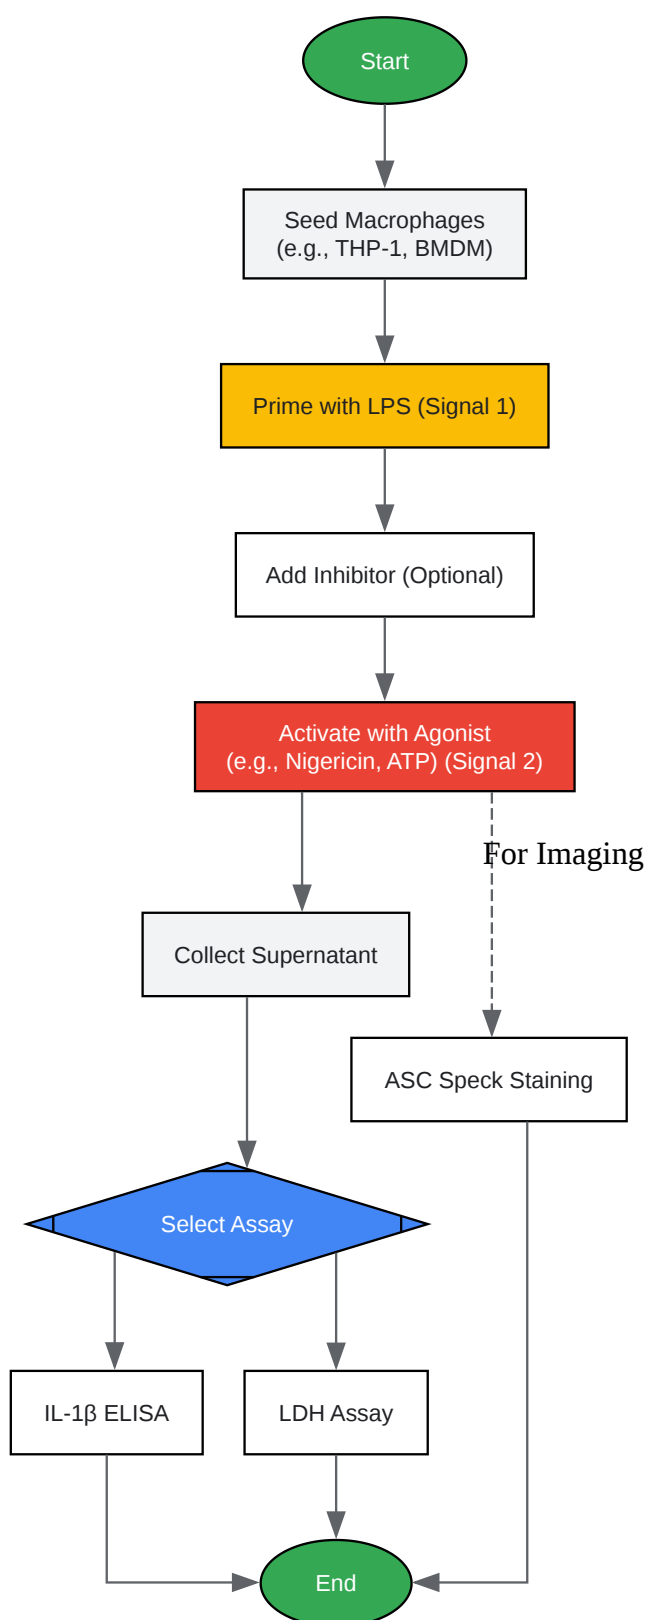 Start
Seed Macrophages
(e.g., THP-1, BMDM)
Prime with LPS (Signal 1)
Add Inhibitor (Optional)
Activate with Agonist
(e.g., Nigericin, ATP) (Signal 2)
For Imaging
Collect Supernatant
ASC Speck Staining
Select Assay
IL-1β ELISA
LDH Assay
End